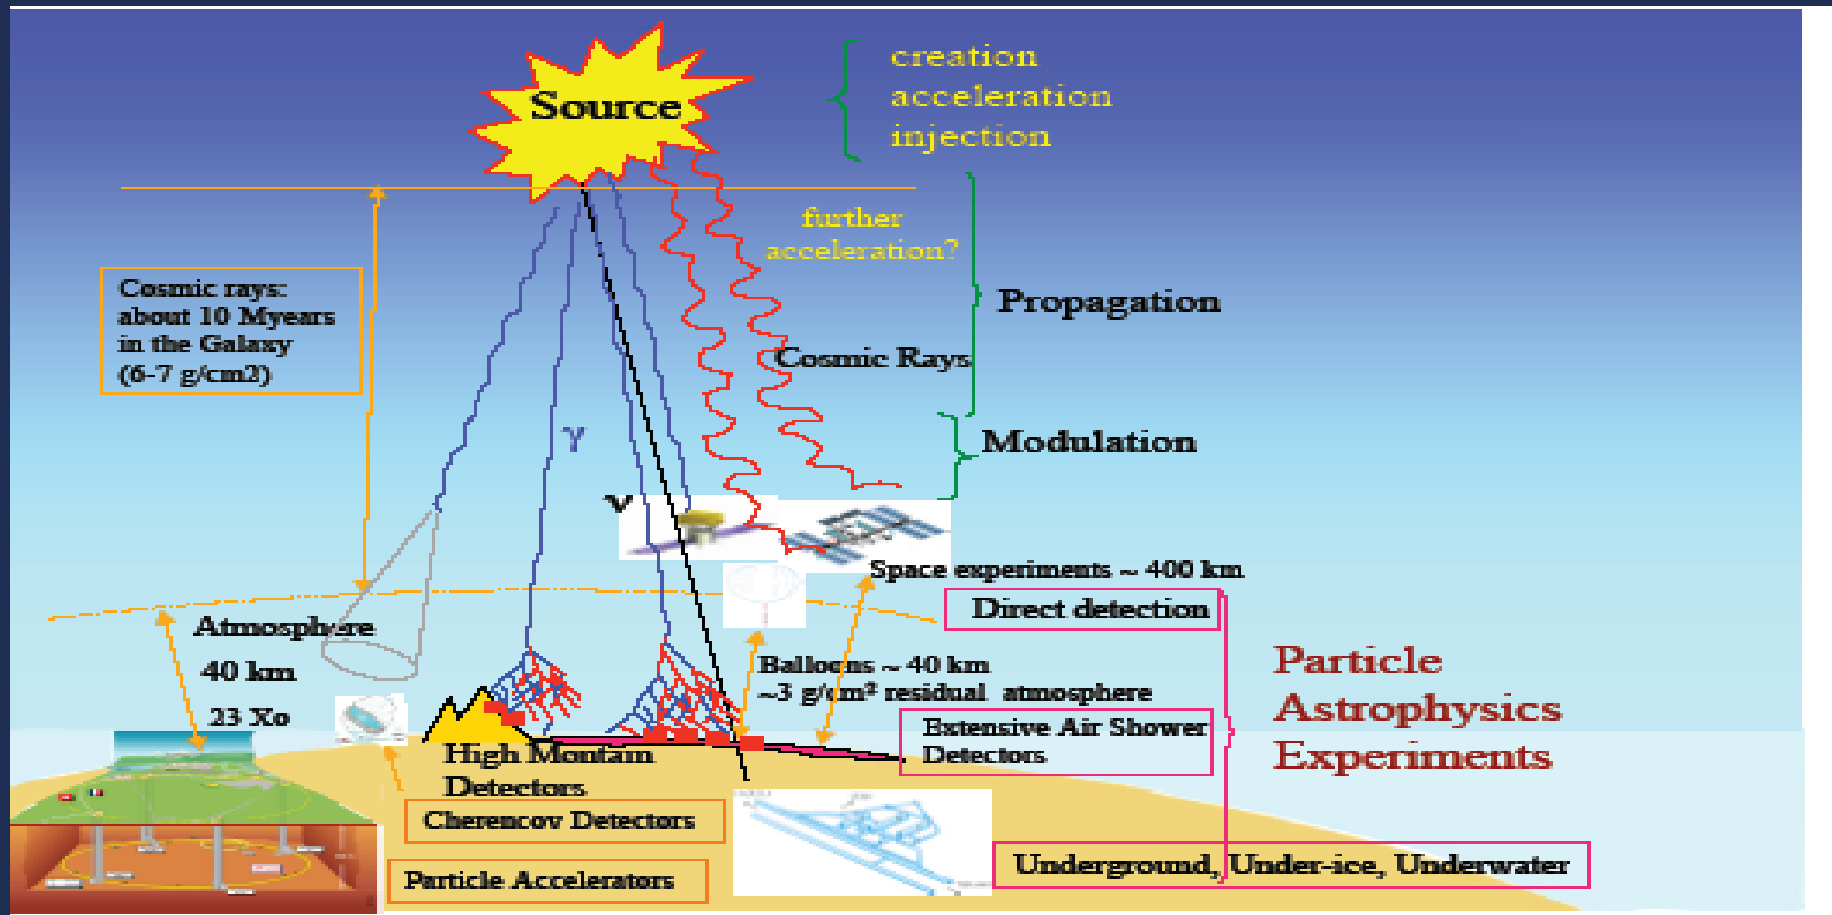 Source
creation
acceleration
injection
further
acceleration?
Cosmic rays:
about 10 Myears
in the Galaxy
(6-7 g/cm2)
Propagation
Cosmic Rays
γ
Modulation
ν
Space experiments ~ 400 km
Direct detection
Atmosphere
40 km
23 Xo
Balloons ~ 40 km
~3 g/cm² residual atmosphere
Particle
Astrophysics
Experiments
Extensive Air Shower
Detectors
High Montain
Detectors
Cherencov Detectors
Particle Accelerators
Underground, Under-ice, Underwater